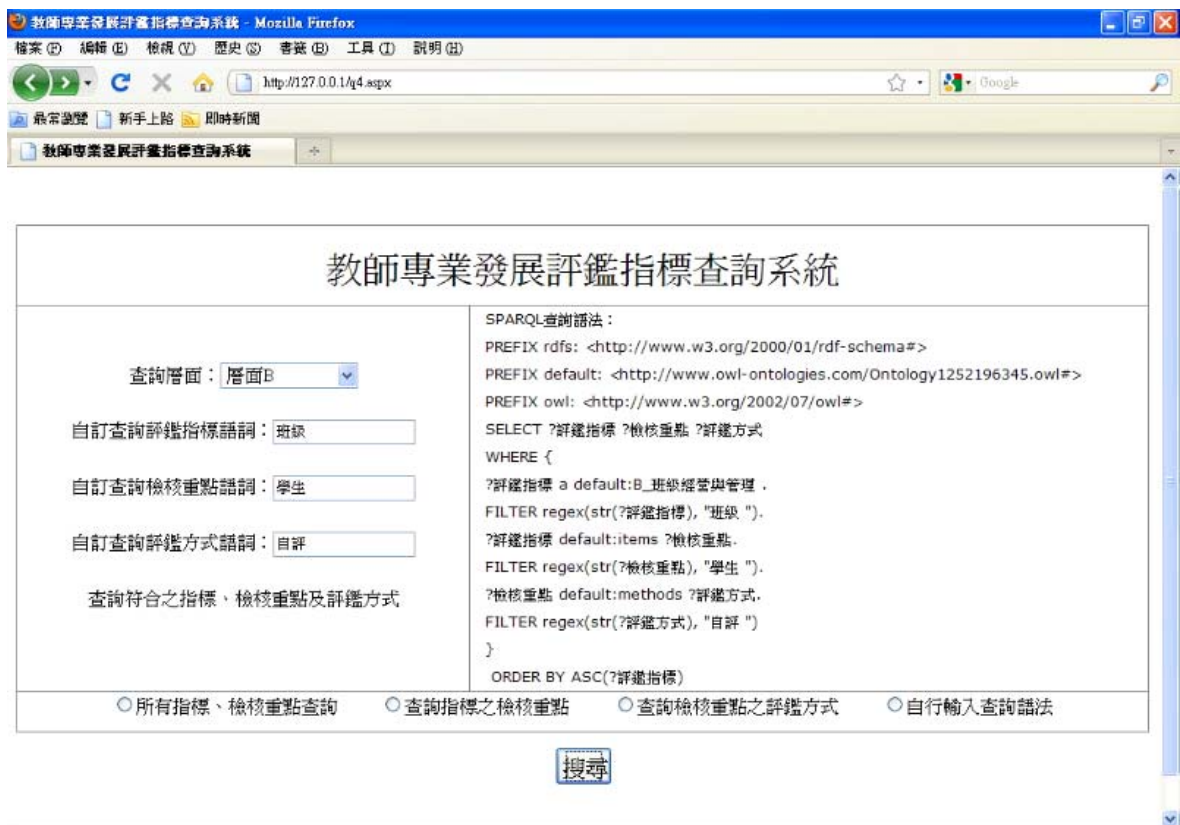 教師專業發展評鑑指標查詢系統 - Mozilla Firefox
檔案(F) 編輯(E) 檢視(V) 歷史(S) 書籤(B) 工具(T) 說明(H)
http://127.0.0.1/q4.aspx
Google
最常瀏覽 新手上路 即時新聞
教師專業發展評鑑指標查詢系統
教師專業發展評鑑指標查詢系統
查詢層面：層面B
自訂查詢評鑑指標語詞：班級
自訂查詢檢核重點語詞：學生
自訂查詢評鑑方式語詞：自評
查詢符合之指標、檢核重點及評鑑方式
SPARQL查詢語法：
PREFIX rdfs: <http://www.w3.org/2000/01/rdf-schema#>
PREFIX default: <http://www.owl-ontologies.com/Ontology1252196345.owl#>
PREFIX owl: <http://www.w3.org/2002/07/owl#>
SELECT ?評鑑指標 ?檢核重點 ?評鑑方式
WHERE {
?評鑑指標 a default:B_班級經營與管理 .
FILTER regex(str(?評鑑指標), "班級 ").
?評鑑指標 default:items ?檢核重點.
FILTER regex(str(?檢核重點), "學生 ").
?檢核重點 default:methods ?評鑑方式.
FILTER regex(str(?評鑑方式), "自評 ")
}
ORDER BY ASC(?評鑑指標)
所有指標、檢核重點查詢 查詢指標之檢核重點 查詢檢核重點之評鑑方式 自行輸入查詢語法
搜尋